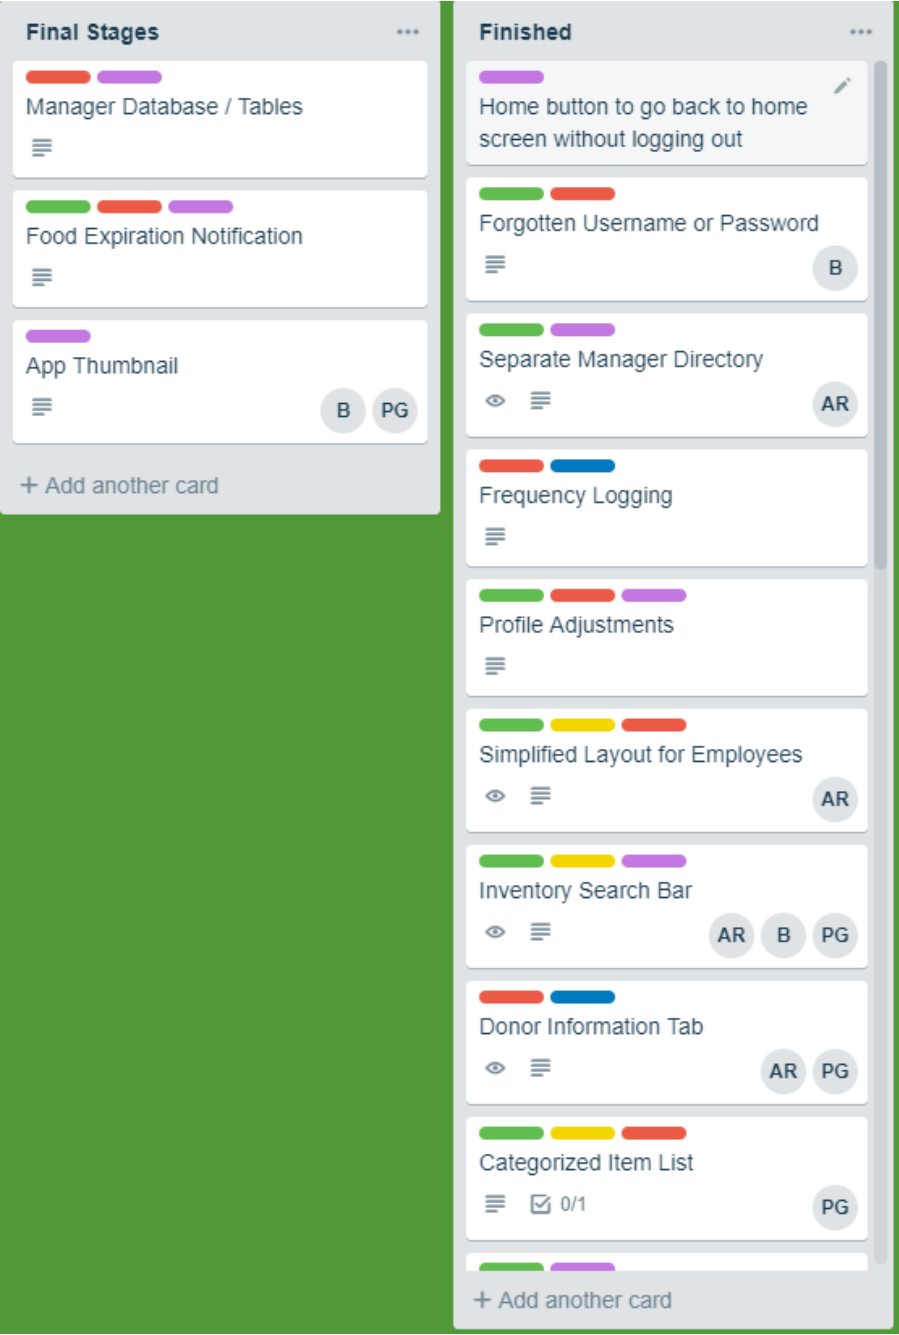 Final Stages
Manager Database / Tables
Food Expiration Notification
App Thumbnail
B PG
+ Add another card
Finished
Home button to go back to home
screen without logging out
Forgotten Username or Password
B
Separate Manager Directory
AR
Frequency Logging
Profile Adjustments
Simplified Layout for Employees
AR
Inventory Search Bar
AR B PG
Donor Information Tab
AR PG
Categorized Item List
0/1
PG
+ Add another card